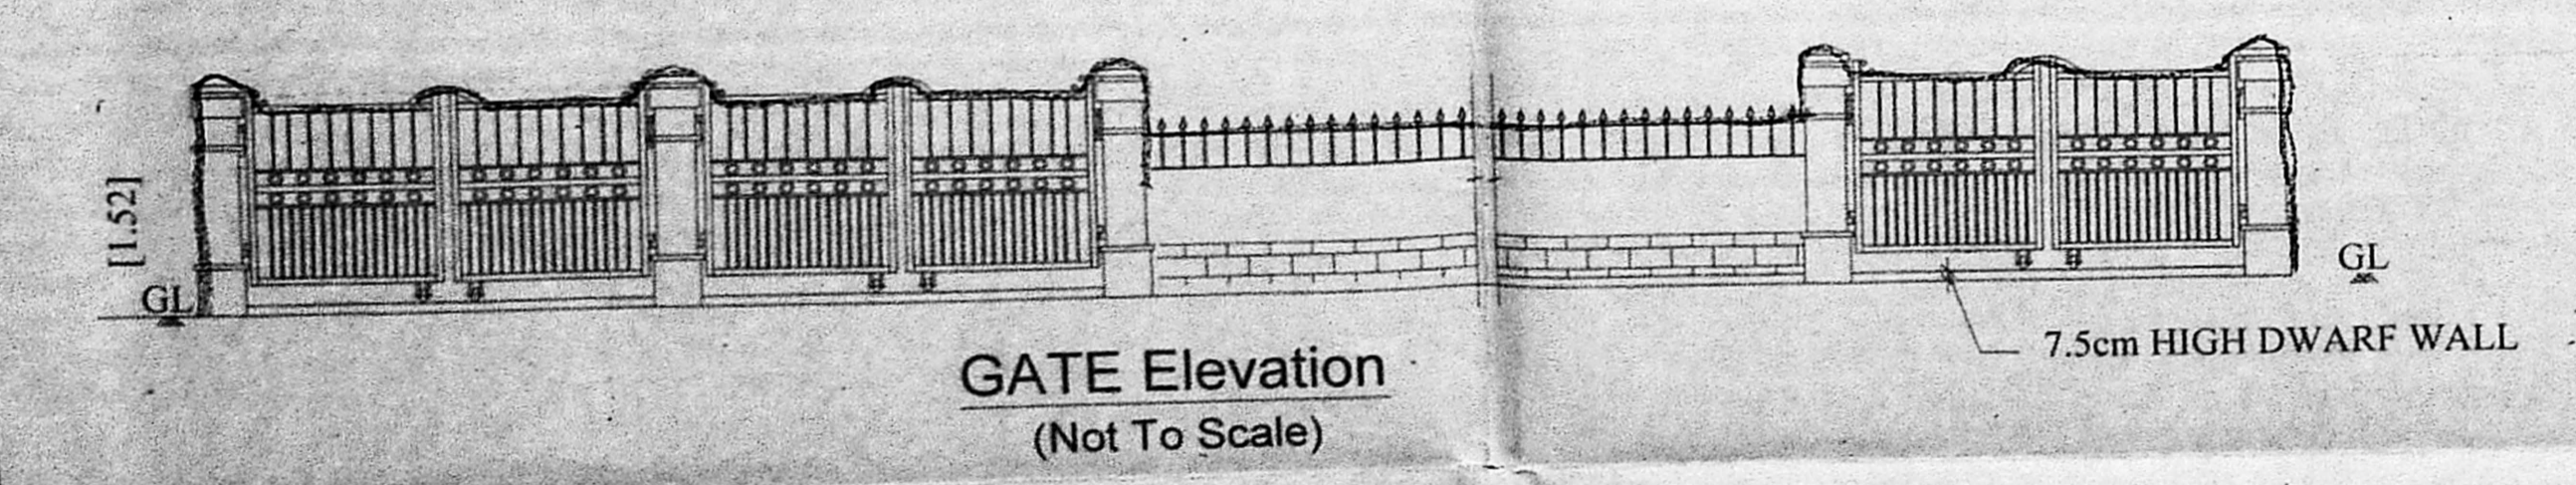 [1.52]
GL
GL
7.5cm HIGH DWARF WALL
GATE Elevation
(Not To Scale)